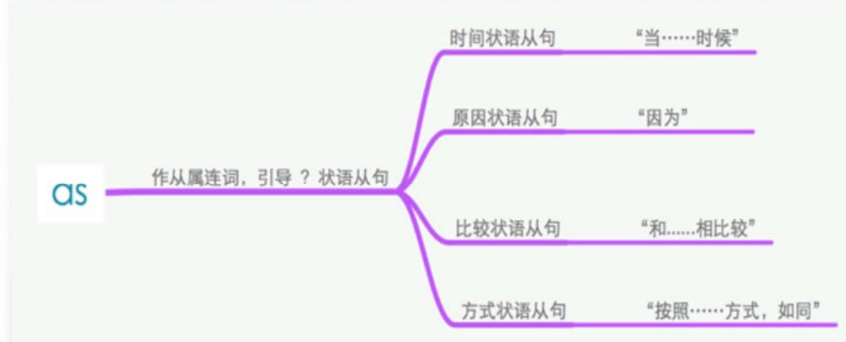 时间状语从句 “当……时候”
原因状语从句 “因为”
as 作从属连词，引导 ？状语从句
比较状语从句 “和……相比较”
方式状语从句 “按照……方式，如同”